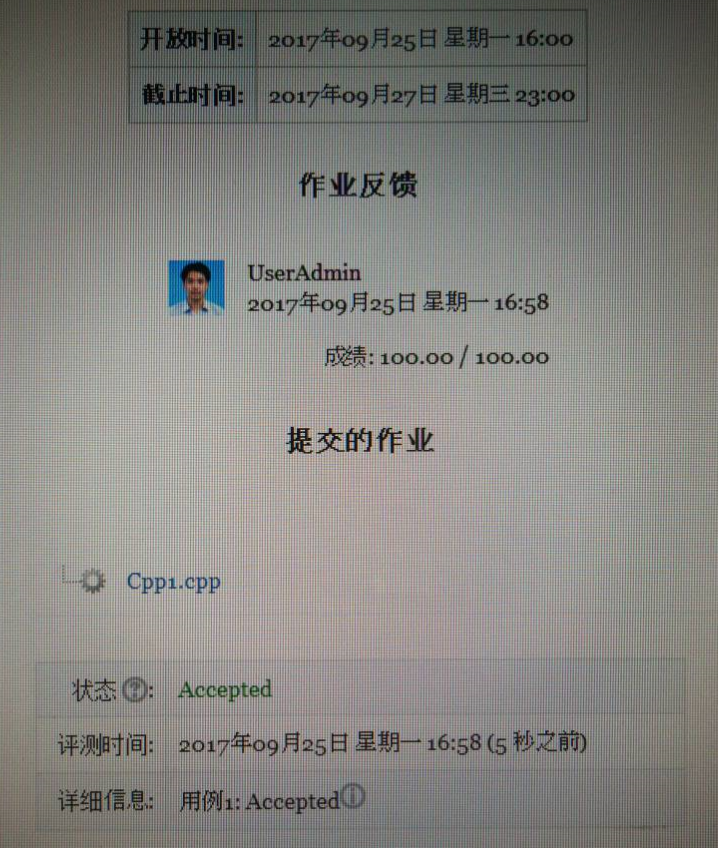 开放时间: 2017年09月25日 星期一 16:00
截止时间: 2017年09月27日 星期三 23:00
作业反馈
UserAdmin
2017年09月25日 星期一 16:58
成绩: 100.00 / 100.00
提交的作业
Cpp1.cpp
状态?: Accepted
评测时间: 2017年09月25日 星期一 16:58 (5 秒之前)
详细信息: 用例1: Accepted